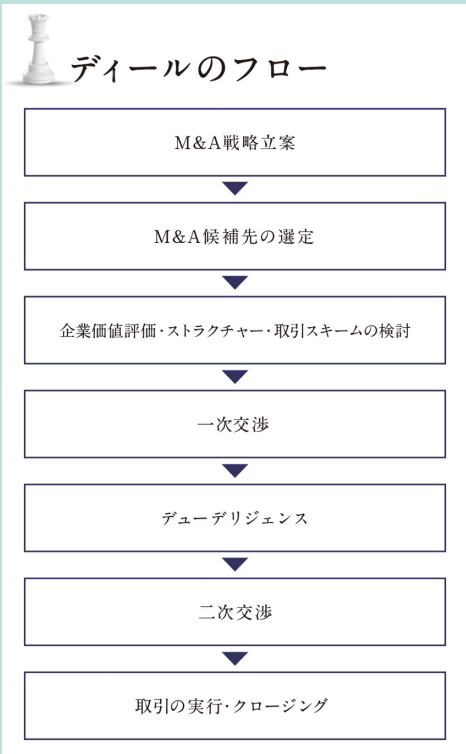 ディールのフロー
M&A戦略立案
M&A候補先の選定
企業価値評価・ストラクチャー・取引スキームの検討
一次交渉
デューデリジェンス
二次交渉
取引の実行・クロージング